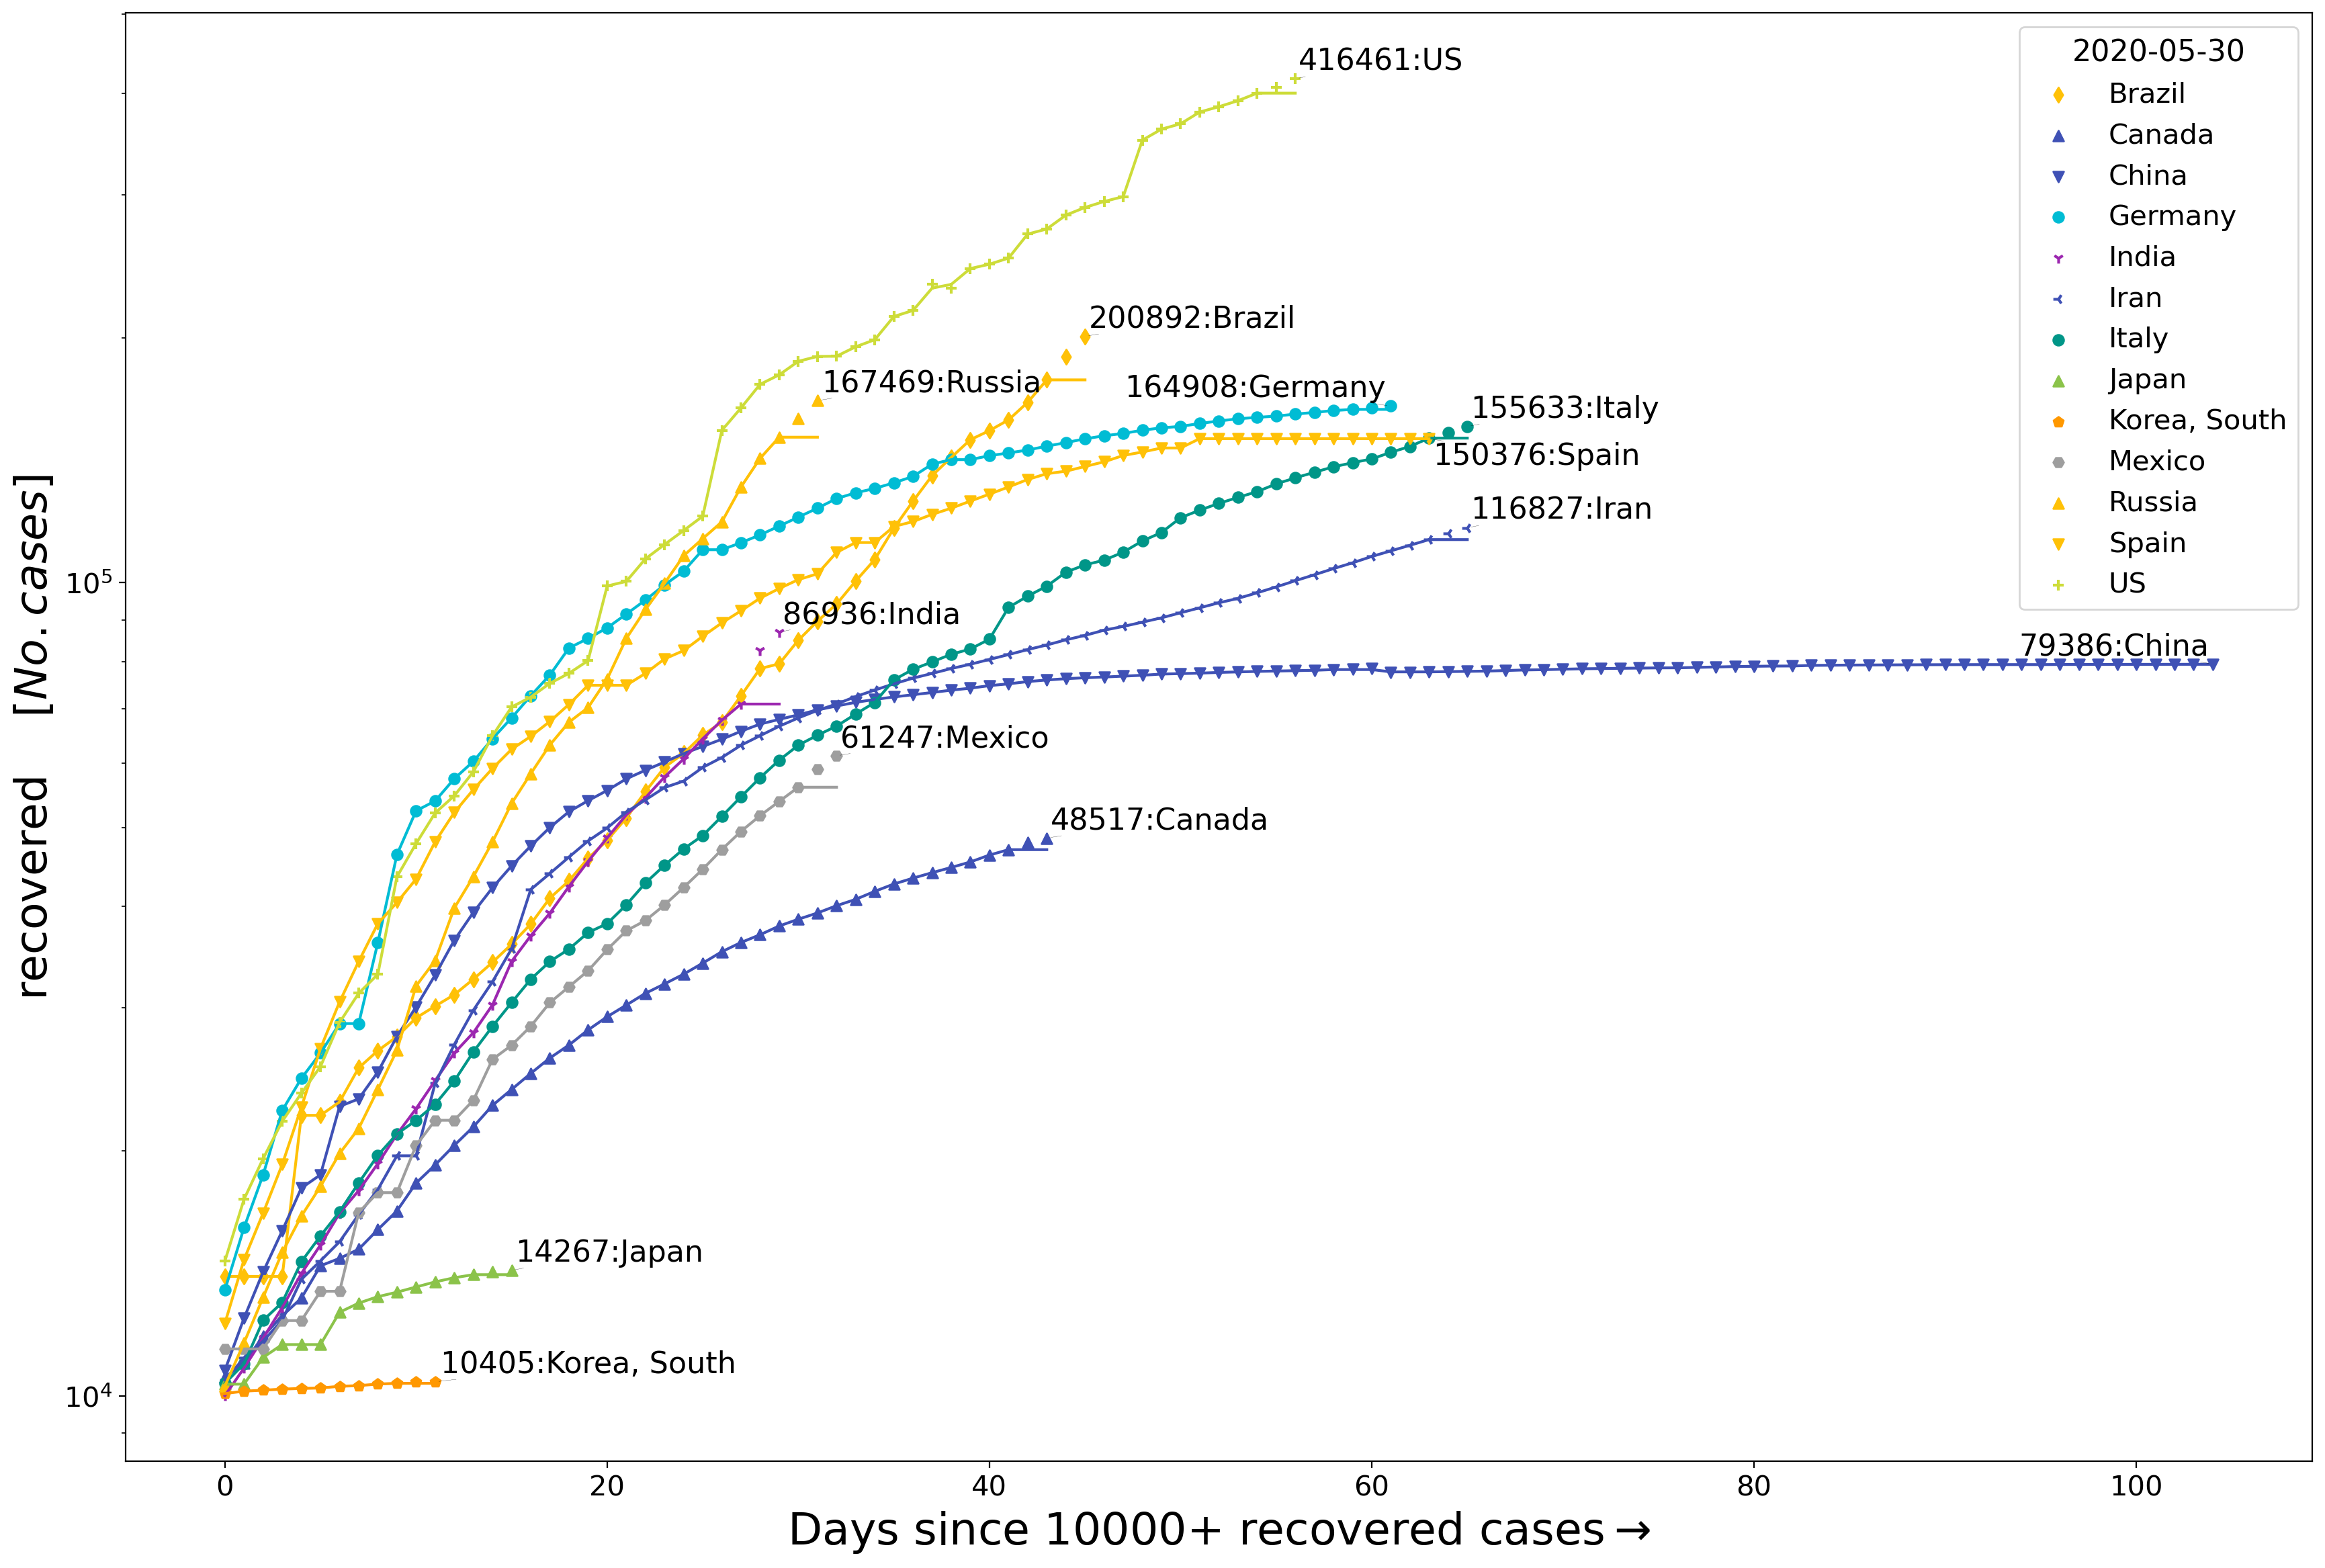 416461:US
200892:Brazil
167469:Russia
164908:Germany
155633:Italy
150376:Spain
116827:Iran
86936:India
79386:China
61247:Mexico
48517:Canada
14267:Japan
10405:Korea, South
2020-05-30
Brazil
Canada
China
Germany
India
Iran
Italy
Japan
Korea, South
Mexico
Russia
Spain
US
recovered [No. cases]
10⁵
10⁴
0 20 40 60 80 100
Days since 10000+ recovered cases→